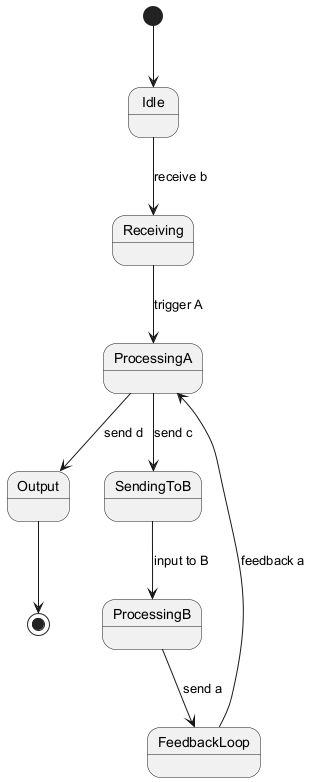 Idle
receive b
Receiving
trigger A
ProcessingA
send d
send c
Output
SendingToB
input to B
feedback a
ProcessingB
send a
FeedbackLoop